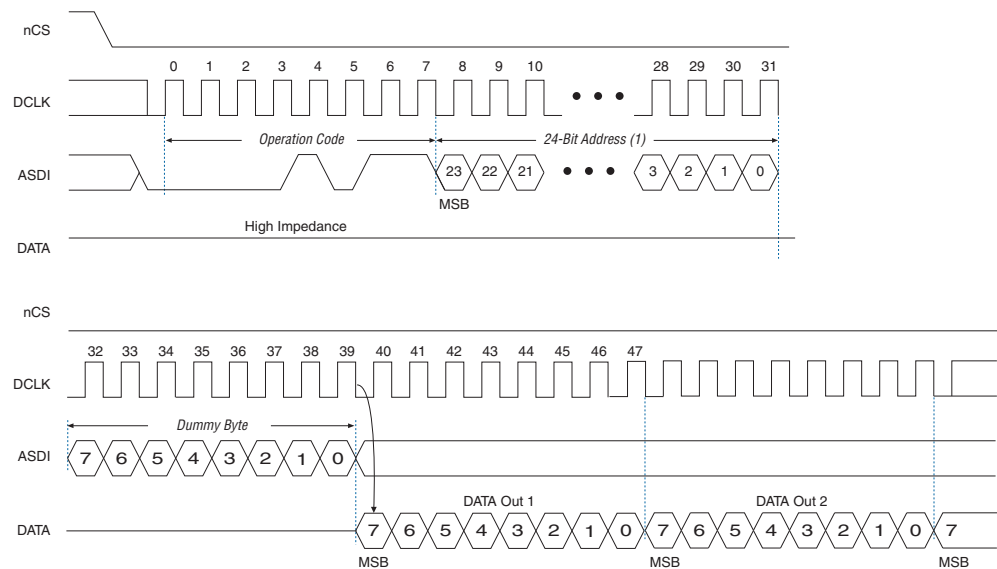 nCS
0 1 2 3 4 5 6 7 8 9 10 28 29 30 31
DCLK
Operation Code 24-Bit Address (1)
ASDI 23 22 21 3 2 1 0
MSB
High Impedance
DATA
nCS
32 33 34 35 36 37 38 39 40 41 42 43 44 45 46 47
DCLK
Dummy Byte
ASDI 7 6 5 4 3 2 1 0
DATA Out 1 DATA Out 2
DATA 7 6 5 4 3 2 1 0 7 6 5 4 3 2 1 0 7
MSB MSB MSB